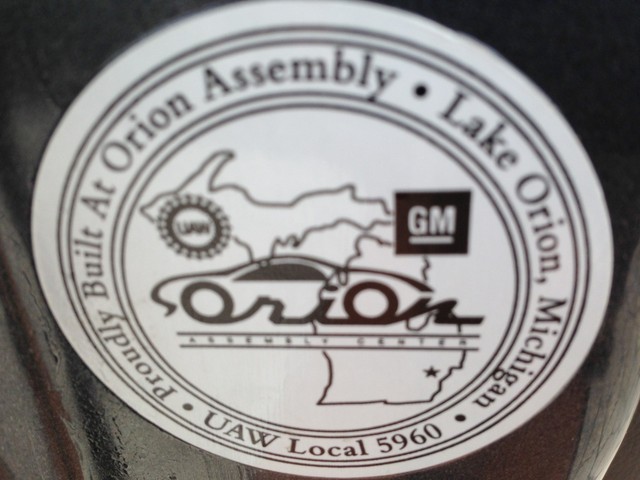 Proudly Built At Orion Assembly • Lake Orion, Michigan
• UAW Local 5960 •
UAW
GM
Orion
ASSEMBLY CENTER